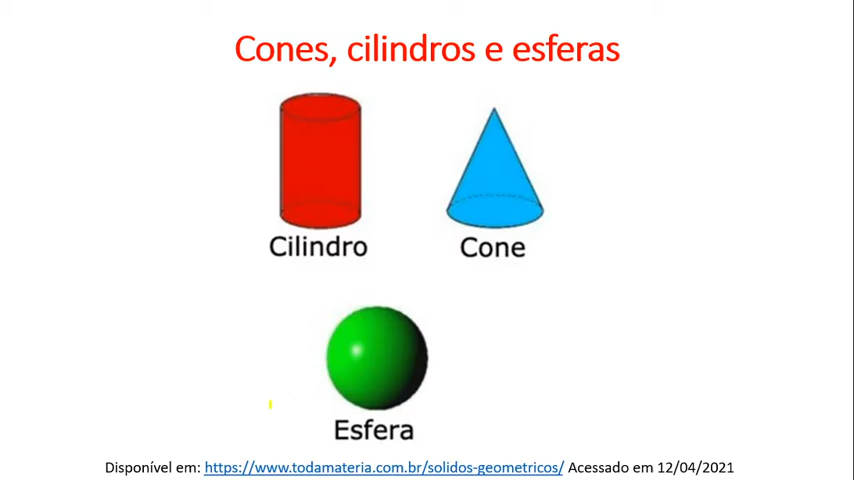 Cones, cilindros e esferas
Cilindro
Cone
Esfera
Disponível em: https://www.todamateria.com.br/solidos-geometricos/ Acessado em 12/04/2021